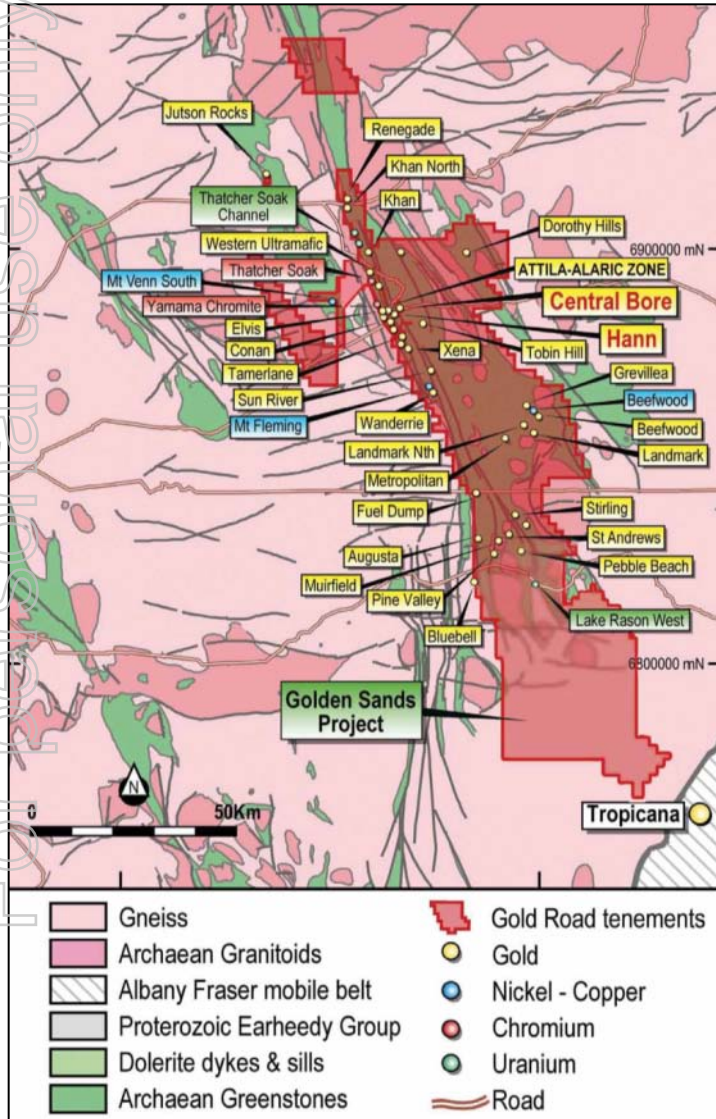 For personal use only
Jutson Rocks
Renegade
Khan North
Thatcher Soak
Channel
Khan
Dorothy Hills
Western Ultramafic
6900000 mN
Thatcher Soak
ATTILA-ALARIC ZONE
Mt Venn South
Central Bore
Yamama Chromite
Elvis
Hann
Conan
Xena
Tobin Hill
Tamerlane
Grevillea
Sun River
Beefwood
Mt Fleming
Wanderrie
Beefwood
Landmark Nth
Landmark
Metropolitan
Fuel Dump
Stirling
St Andrews
Augusta
Pebble Beach
Muirfield
Pine Valley
Lake Rason West
Bluebell
6800000 mN
Golden Sands
Project
N
0
50Km
Tropicana
Gneiss
Archaean Granitoids
Albany Fraser mobile belt
Proterozoic Earheedy Group
Dolerite dykes & sills
Archaean Greenstones
Gold Road tenements
Gold
Nickel - Copper
Chromium
Uranium
Road